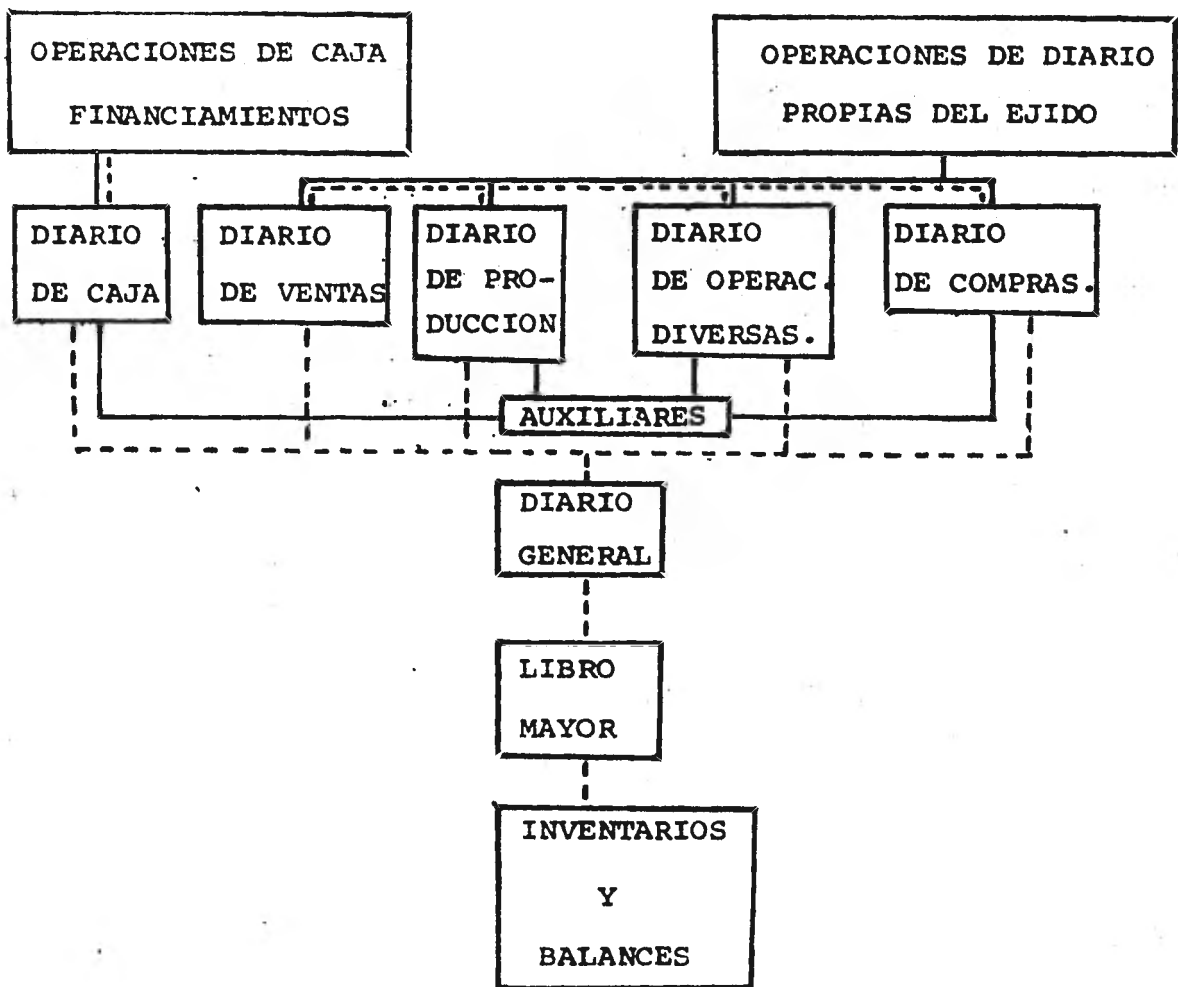 OPERACIONES DE CAJA
FINANCIAMIENTOS
OPERACIONES DE DIARIO
PROPIAS DEL EJIDO
DIARIO
DE CAJA
DIARIO
DE VENTAS
DIARIO
DE PRO-
DUCCION
DIARIO
DE OPERAC.
DIVERSAS.
DIARIO
DE COMPRAS.
AUXILIARES
DIARIO
GENERAL
LIBRO
MAYOR
INVENTARIOS
Y
BALANCES